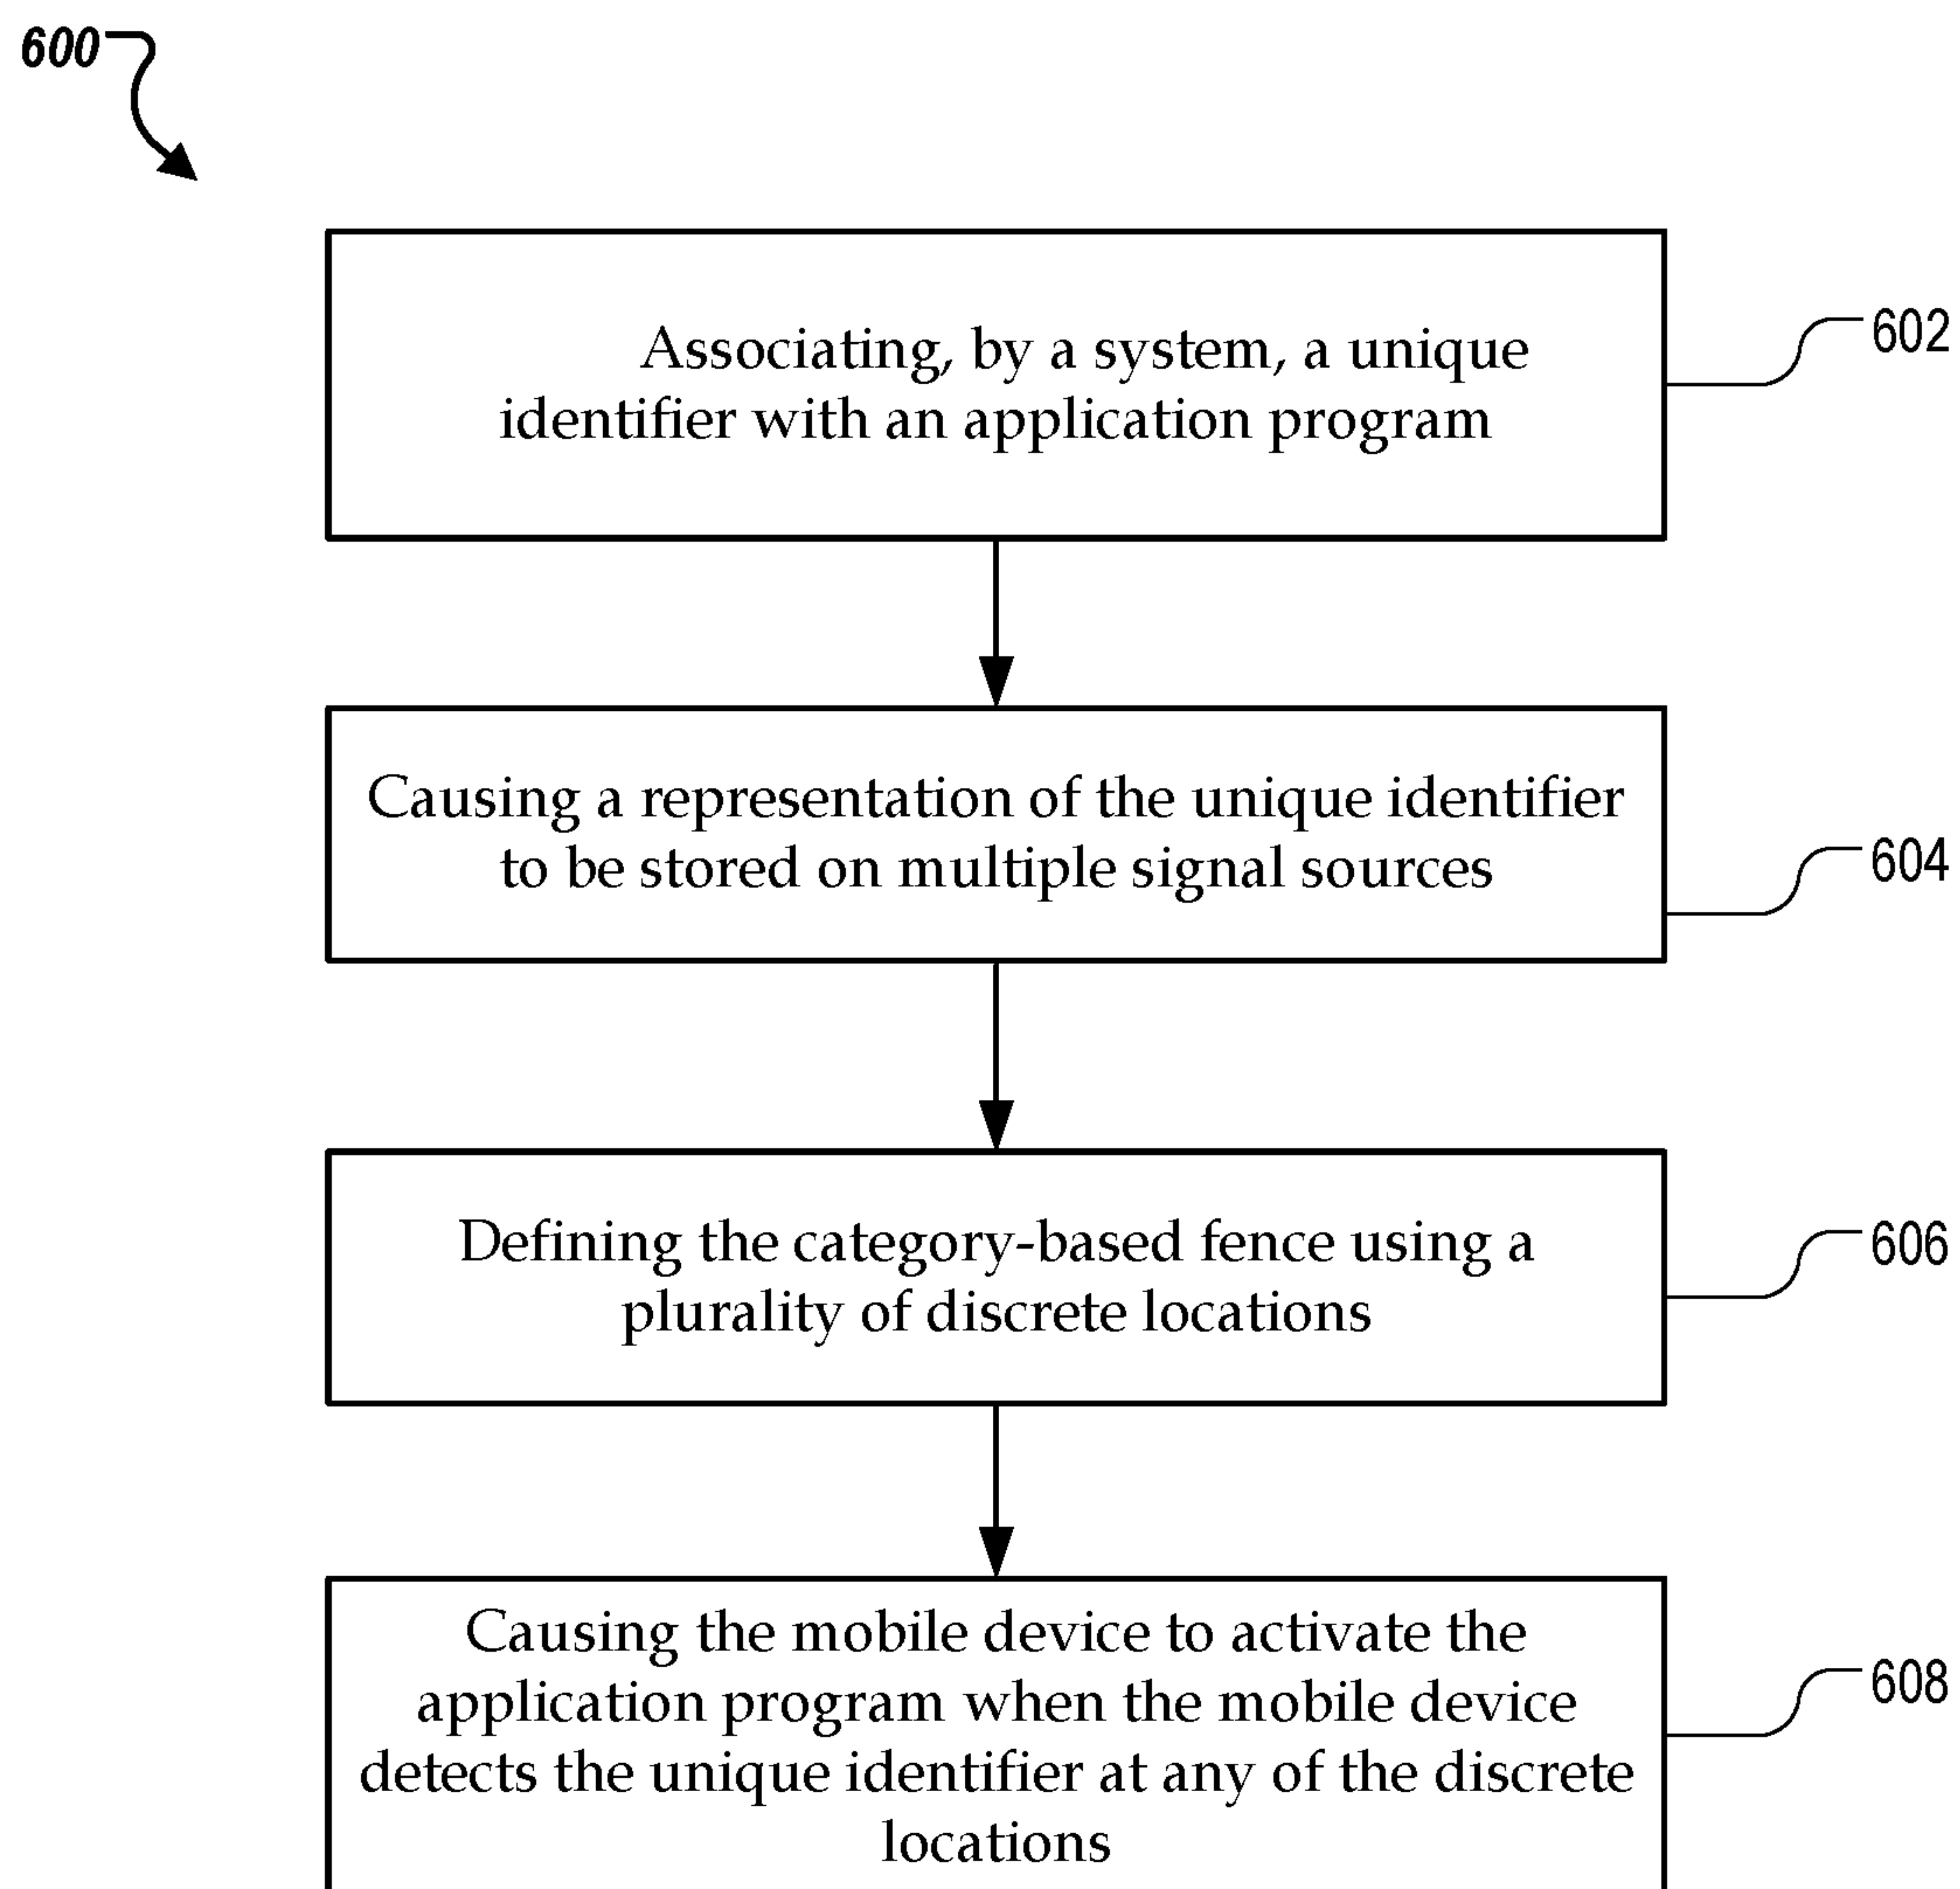 600
Associating, by a system, a unique
identifier with an application program
602
Causing a representation of the unique identifier
to be stored on multiple signal sources
604
Defining the category-based fence using a
plurality of discrete locations
606
Causing the mobile device to activate the
application program when the mobile device
detects the unique identifier at any of the discrete
locations
608